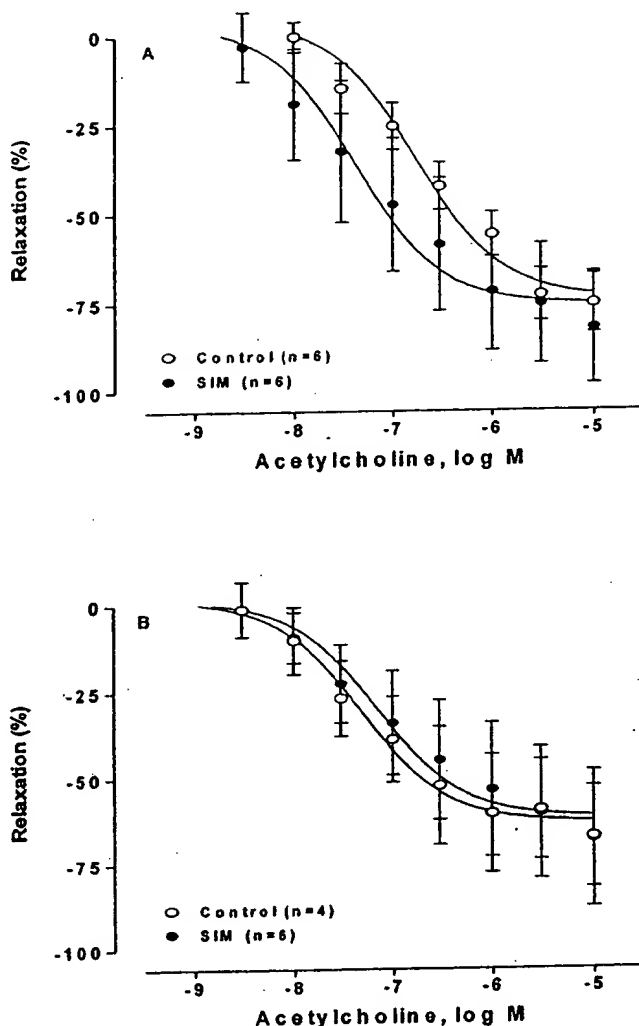 A
0
-25
-50
-75
-100
Relaxation (%)
Control (n=6)
SIM (n=6)
-9 -8 -7 -6 -5
Acetylcholine, log M
B
0
-25
-50
-75
-100
Relaxation (%)
Control (n=4)
SIM (n=6)
-9 -8 -7 -6 -5
Acetylcholine, log M